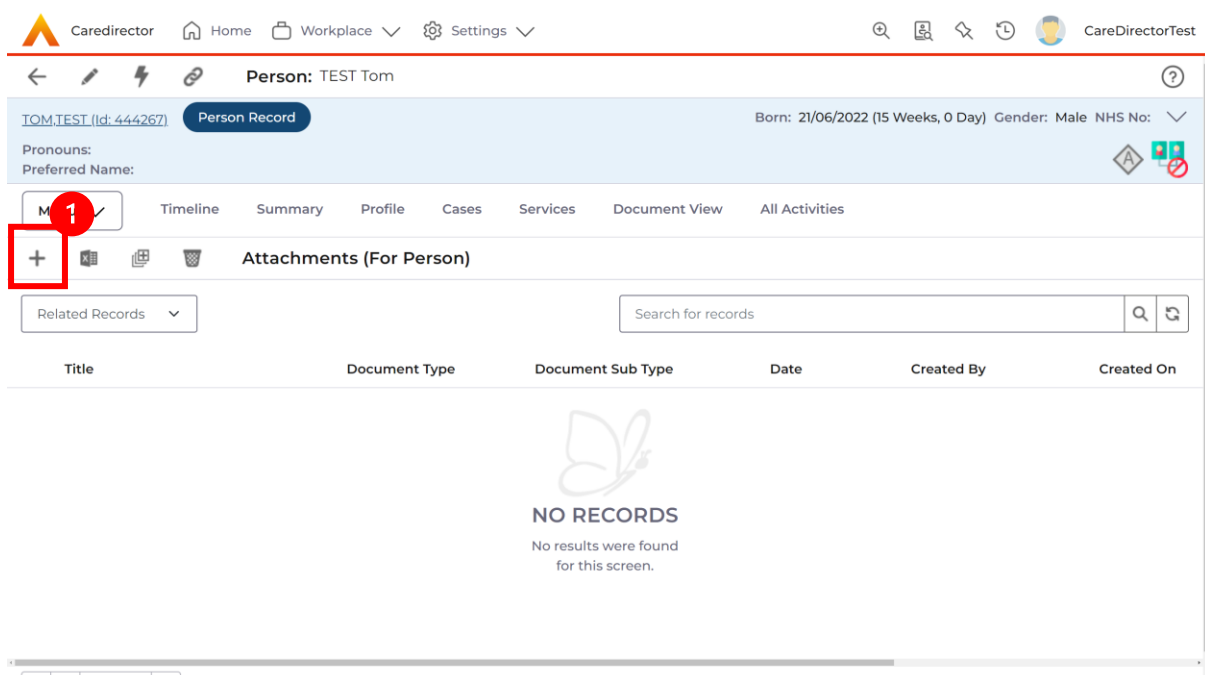 Caredirector Home Workplace Settings CareDirectorTest
Person: TEST Tom
TOM,TEST (Id: 444267) Person Record Born: 21/06/2022 (15 Weeks, 0 Day) Gender: Male NHS No:
Pronouns:
Preferred Name:
A
1 Timeline Summary Profile Cases Services Document View All Activities
Attachments (For Person)
Related Records Search for records
Title Document Type Document Sub Type Date Created By Created On
NO RECORDS
No results were found
for this screen.